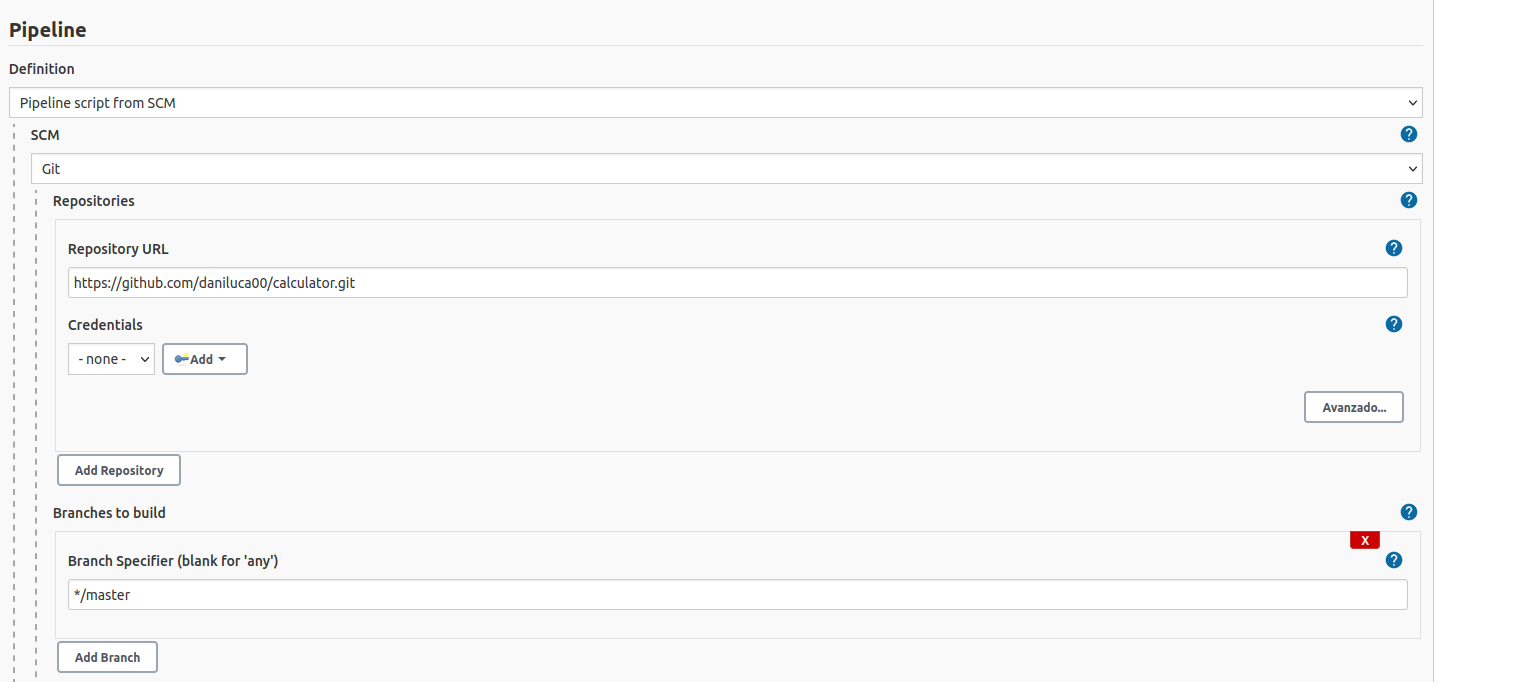 Pipeline
Definition
Pipeline script from SCM
SCM
?
Git
Repositories
?
Repository URL
?
https://github.com/daniluca00/calculator.git
Credentials
?
- none -
Add
Avanzado...
Add Repository
Branches to build
?
X
Branch Specifier (blank for 'any')
?
*/master
Add Branch